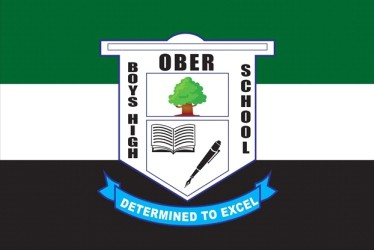 OBER
BOYS HIGH
SCHOOL
DETERMINED TO EXCEL